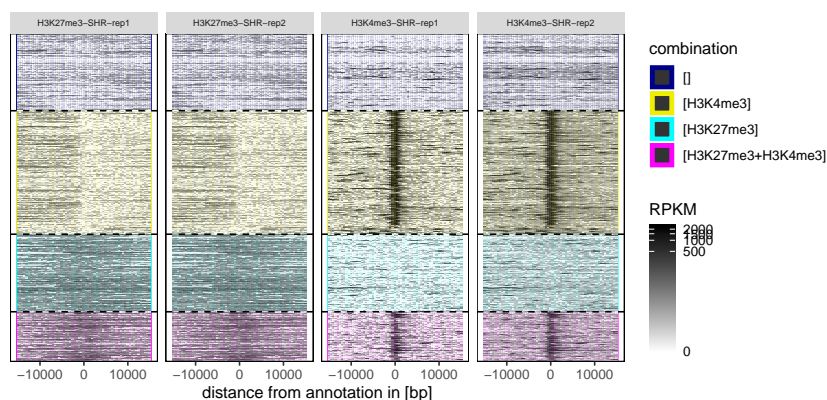 H3K27me3−SHR−rep1 H3K27me3−SHR−rep2 H3K4me3−SHR−rep1 H3K4me3−SHR−rep2
combination
[]
[H3K4me3]
[H3K27me3]
[H3K27me3+H3K4me3]
RPKM
2000
1500
1000
500
0
−10000 0 10000 −10000 0 10000 −10000 0 10000 −10000 0 10000
distance from annotation in [bp]